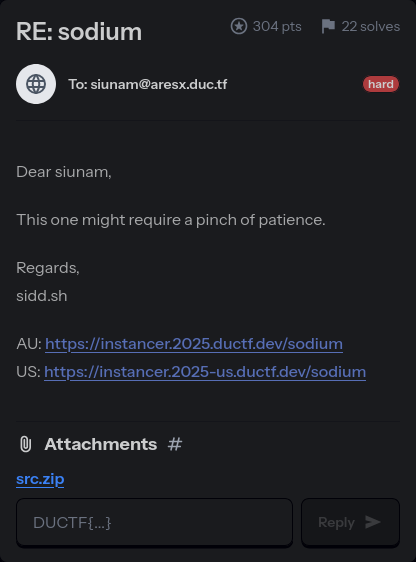 RE: sodium
304 pts
22 solves
To: siunam@aresx.duc.tf
hard
Dear siunam,
This one might require a pinch of patience.
Regards,
sidd.sh
AU: https://instancer.2025.ductf.dev/sodium
US: https://instancer.2025-us.ductf.dev/sodium
Attachments #
src.zip
DUCTF{...}
Reply